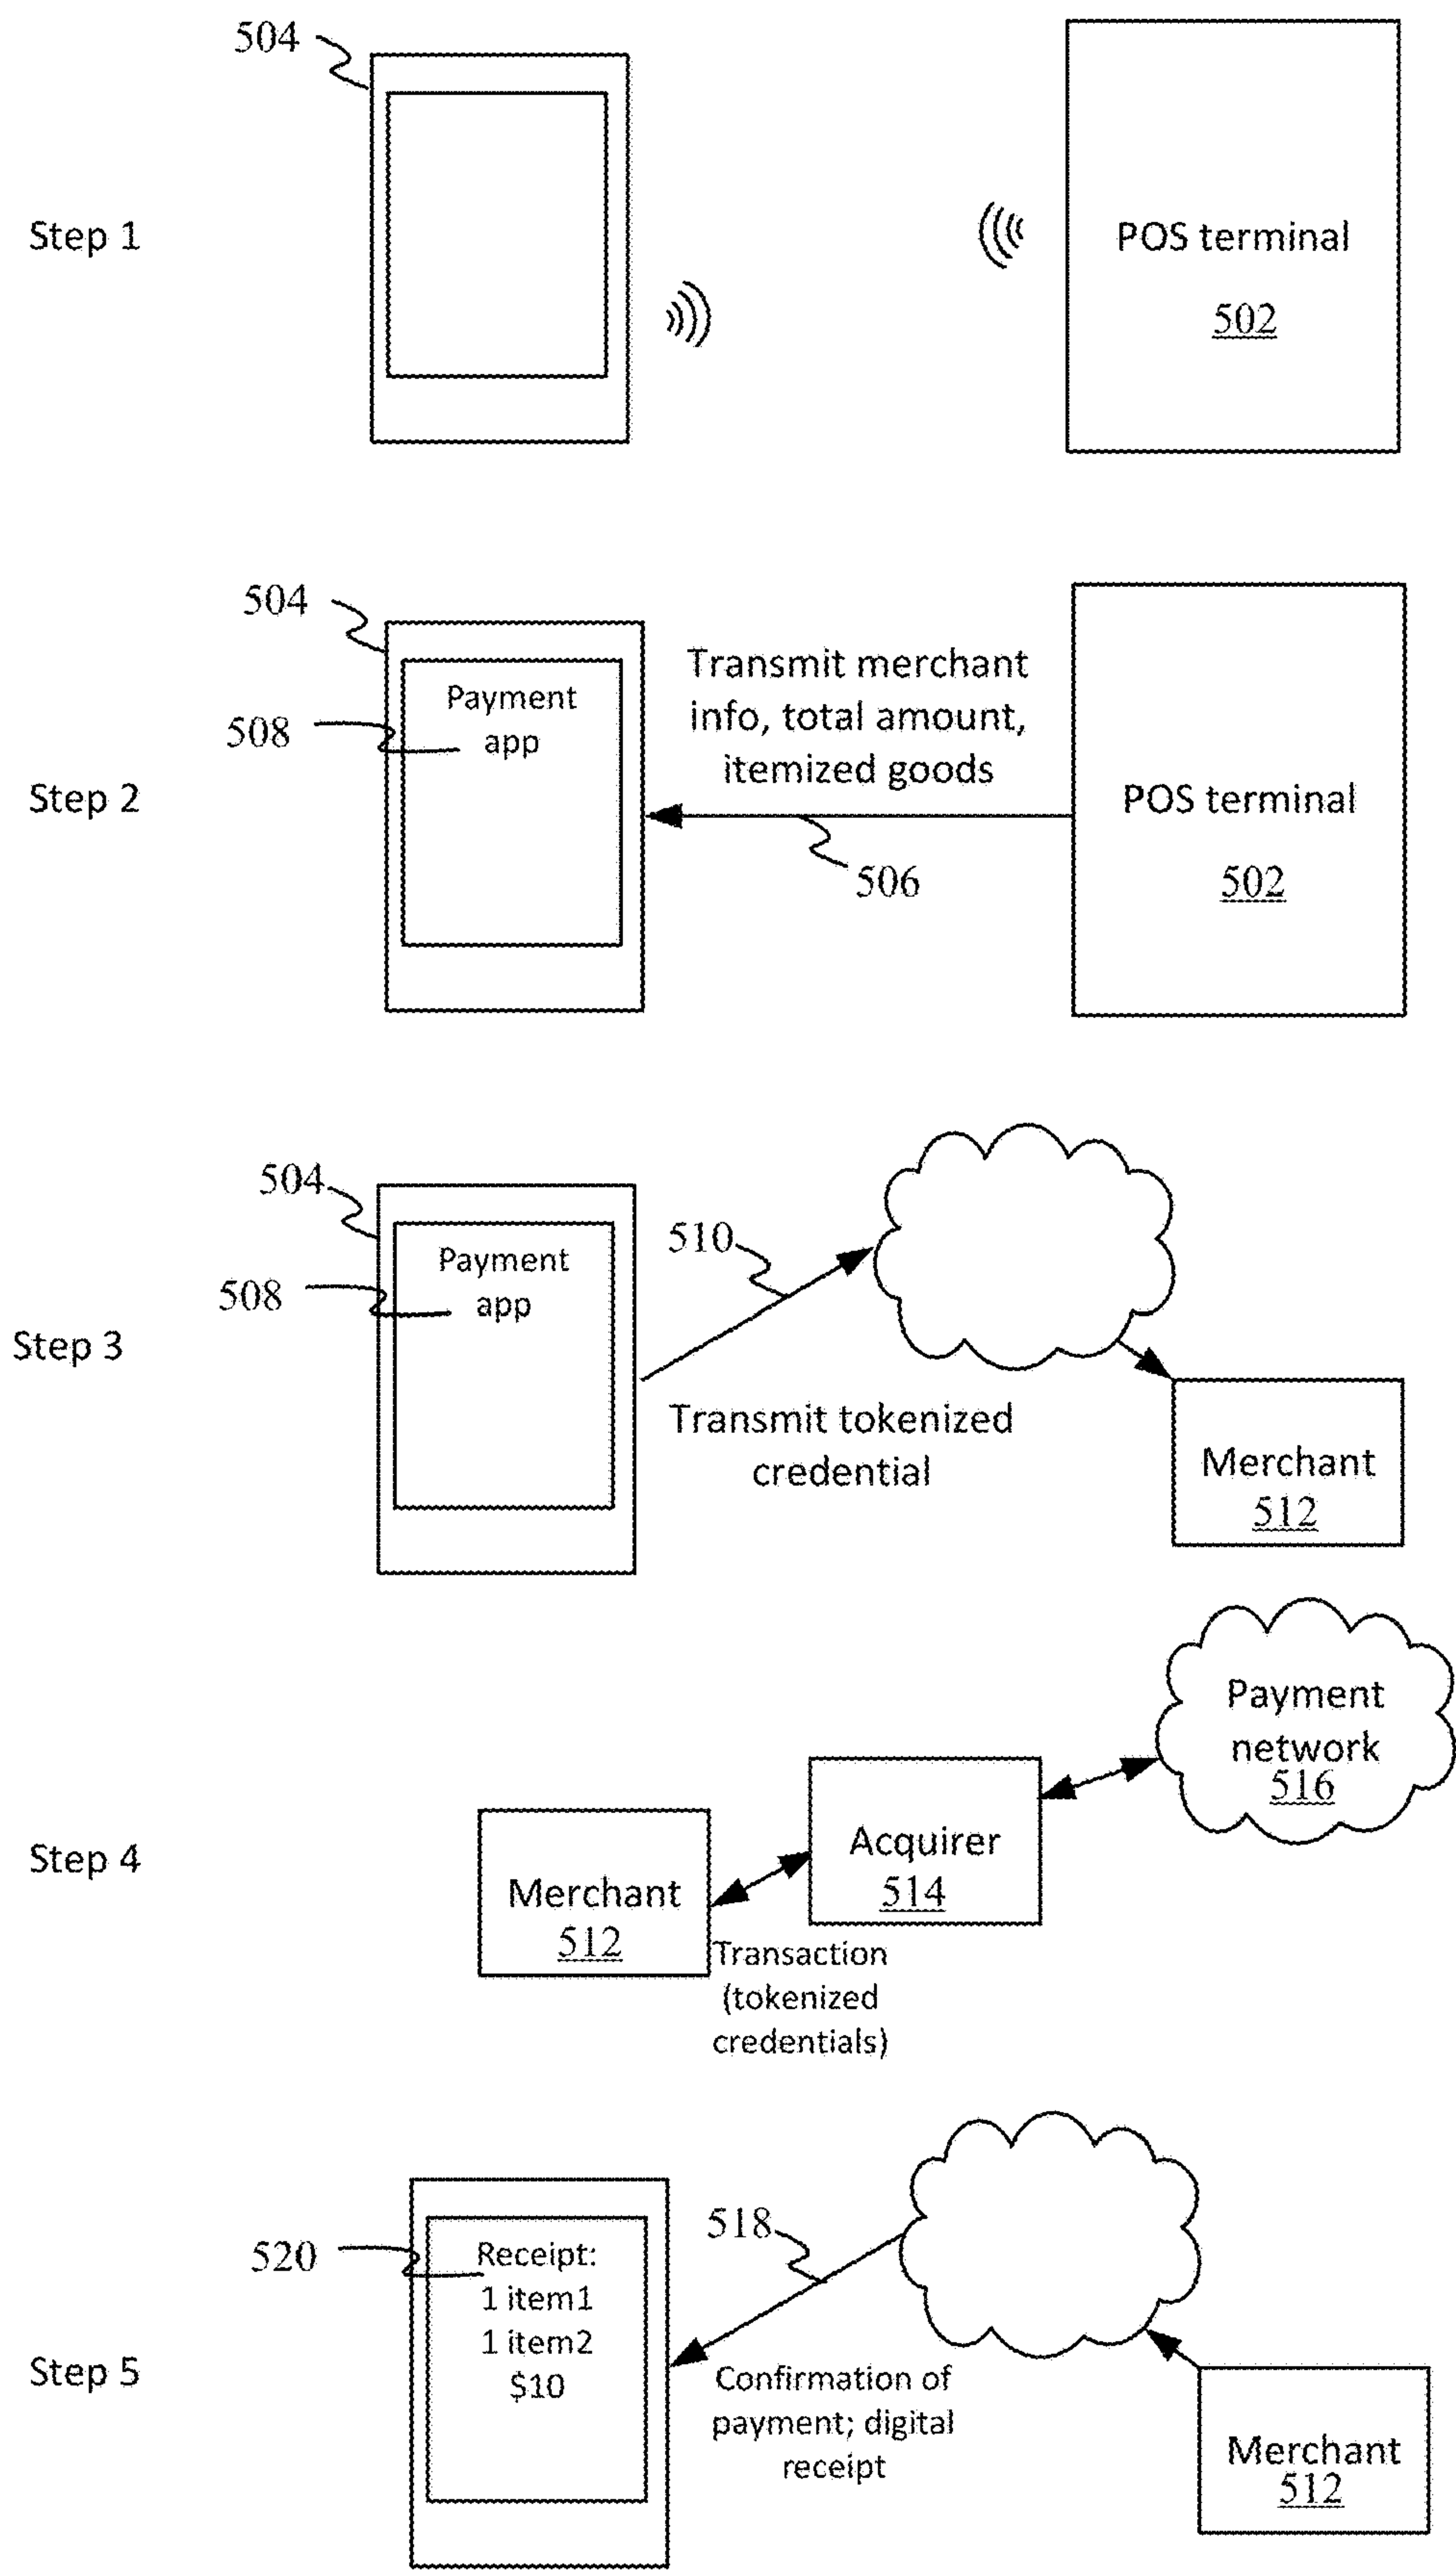 504
Step 1
POS terminal
502
504
Payment
app
508
Transmit merchant
info, total amount,
itemized goods
506
Step 2
POS terminal
502
504
Payment
app
508
510
Step 3
Transmit tokenized
credential
Merchant
512
Payment
network
516
Step 4
Acquirer
514
Merchant
512
Transaction
(tokenized
credentials)
520
Receipt:
1 item1
1 item2
$10
518
Step 5
Confirmation of
payment; digital
receipt
Merchant
512